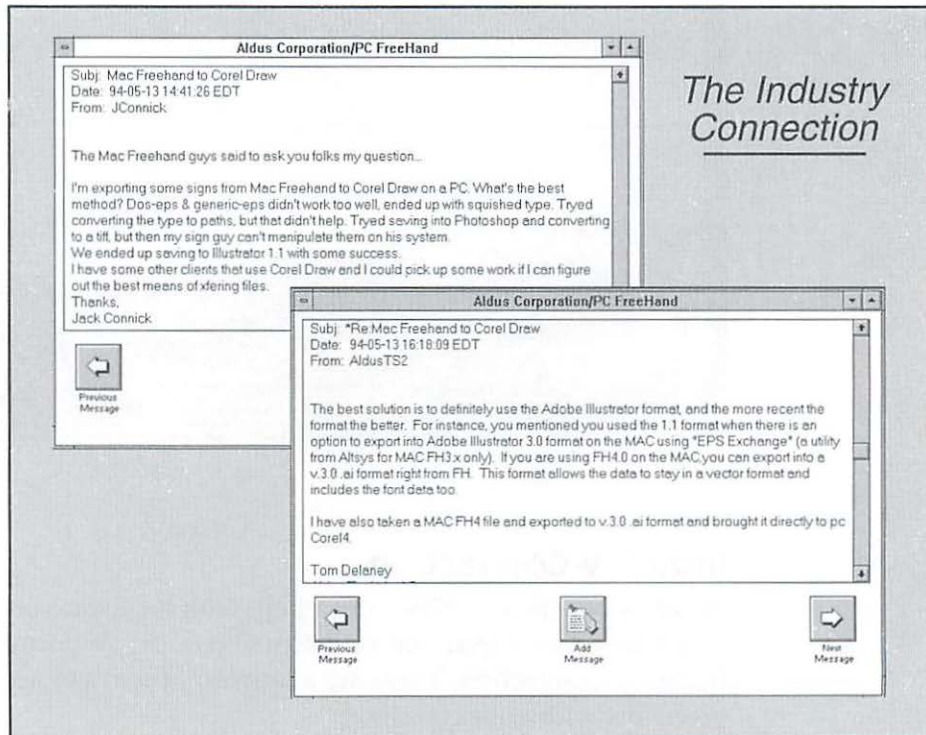 Aldus Corporation/PC FreeHand
Subj: Mac Freehand to Corel Draw
Date: 94-05-13 14:41:26 EDT
From: JConnick
The Mac Freehand guys said to ask you folks my question...
I'm exporting some signs from Mac Freehand to Corel Draw on a PC. What's the best
method? Dos-eps & generic-eps didn't work too well, ended up with squished type. Tryed
converting the type to paths, but that didn't help. Tryed saving into Photoshop and converting
to a tiff, but then my sign guy can't manipulate them on his system.
We ended up saving to Illustrator 1.1 with some success.
I have some other clients that use Corel Draw and I could pick up some work if I can figure
out the best means of xfering files.
Thanks,
Jack Connick
Previous
Message
The Industry
Connection
Aldus Corporation/PC FreeHand
Subj: *Re:Mac Freehand to Corel Draw
Date: 94-05-13 16:18:09 EDT
From: AldusTS2
The best solution is to definitely use the Adobe Illustrator format, and the more recent the
format the better. For instance, you mentioned you used the 1.1 format when there is an
option to export into Adobe Illustrator 3.0 format on the MAC using "EPS Exchange" (a utility
from Altsys for MAC FH3.x only). If you are using FH4.0 on the MAC,you can export into a
v.3.0 .ai format right from FH. This format allows the data to stay in a vector format and
includes the font data too.
I have also taken a MAC FH4 file and exported to v.3.0 .ai format and brought it directly to pc
Corel4.
Tom Delaney
Previous
Message
Add
Message
Next
Message